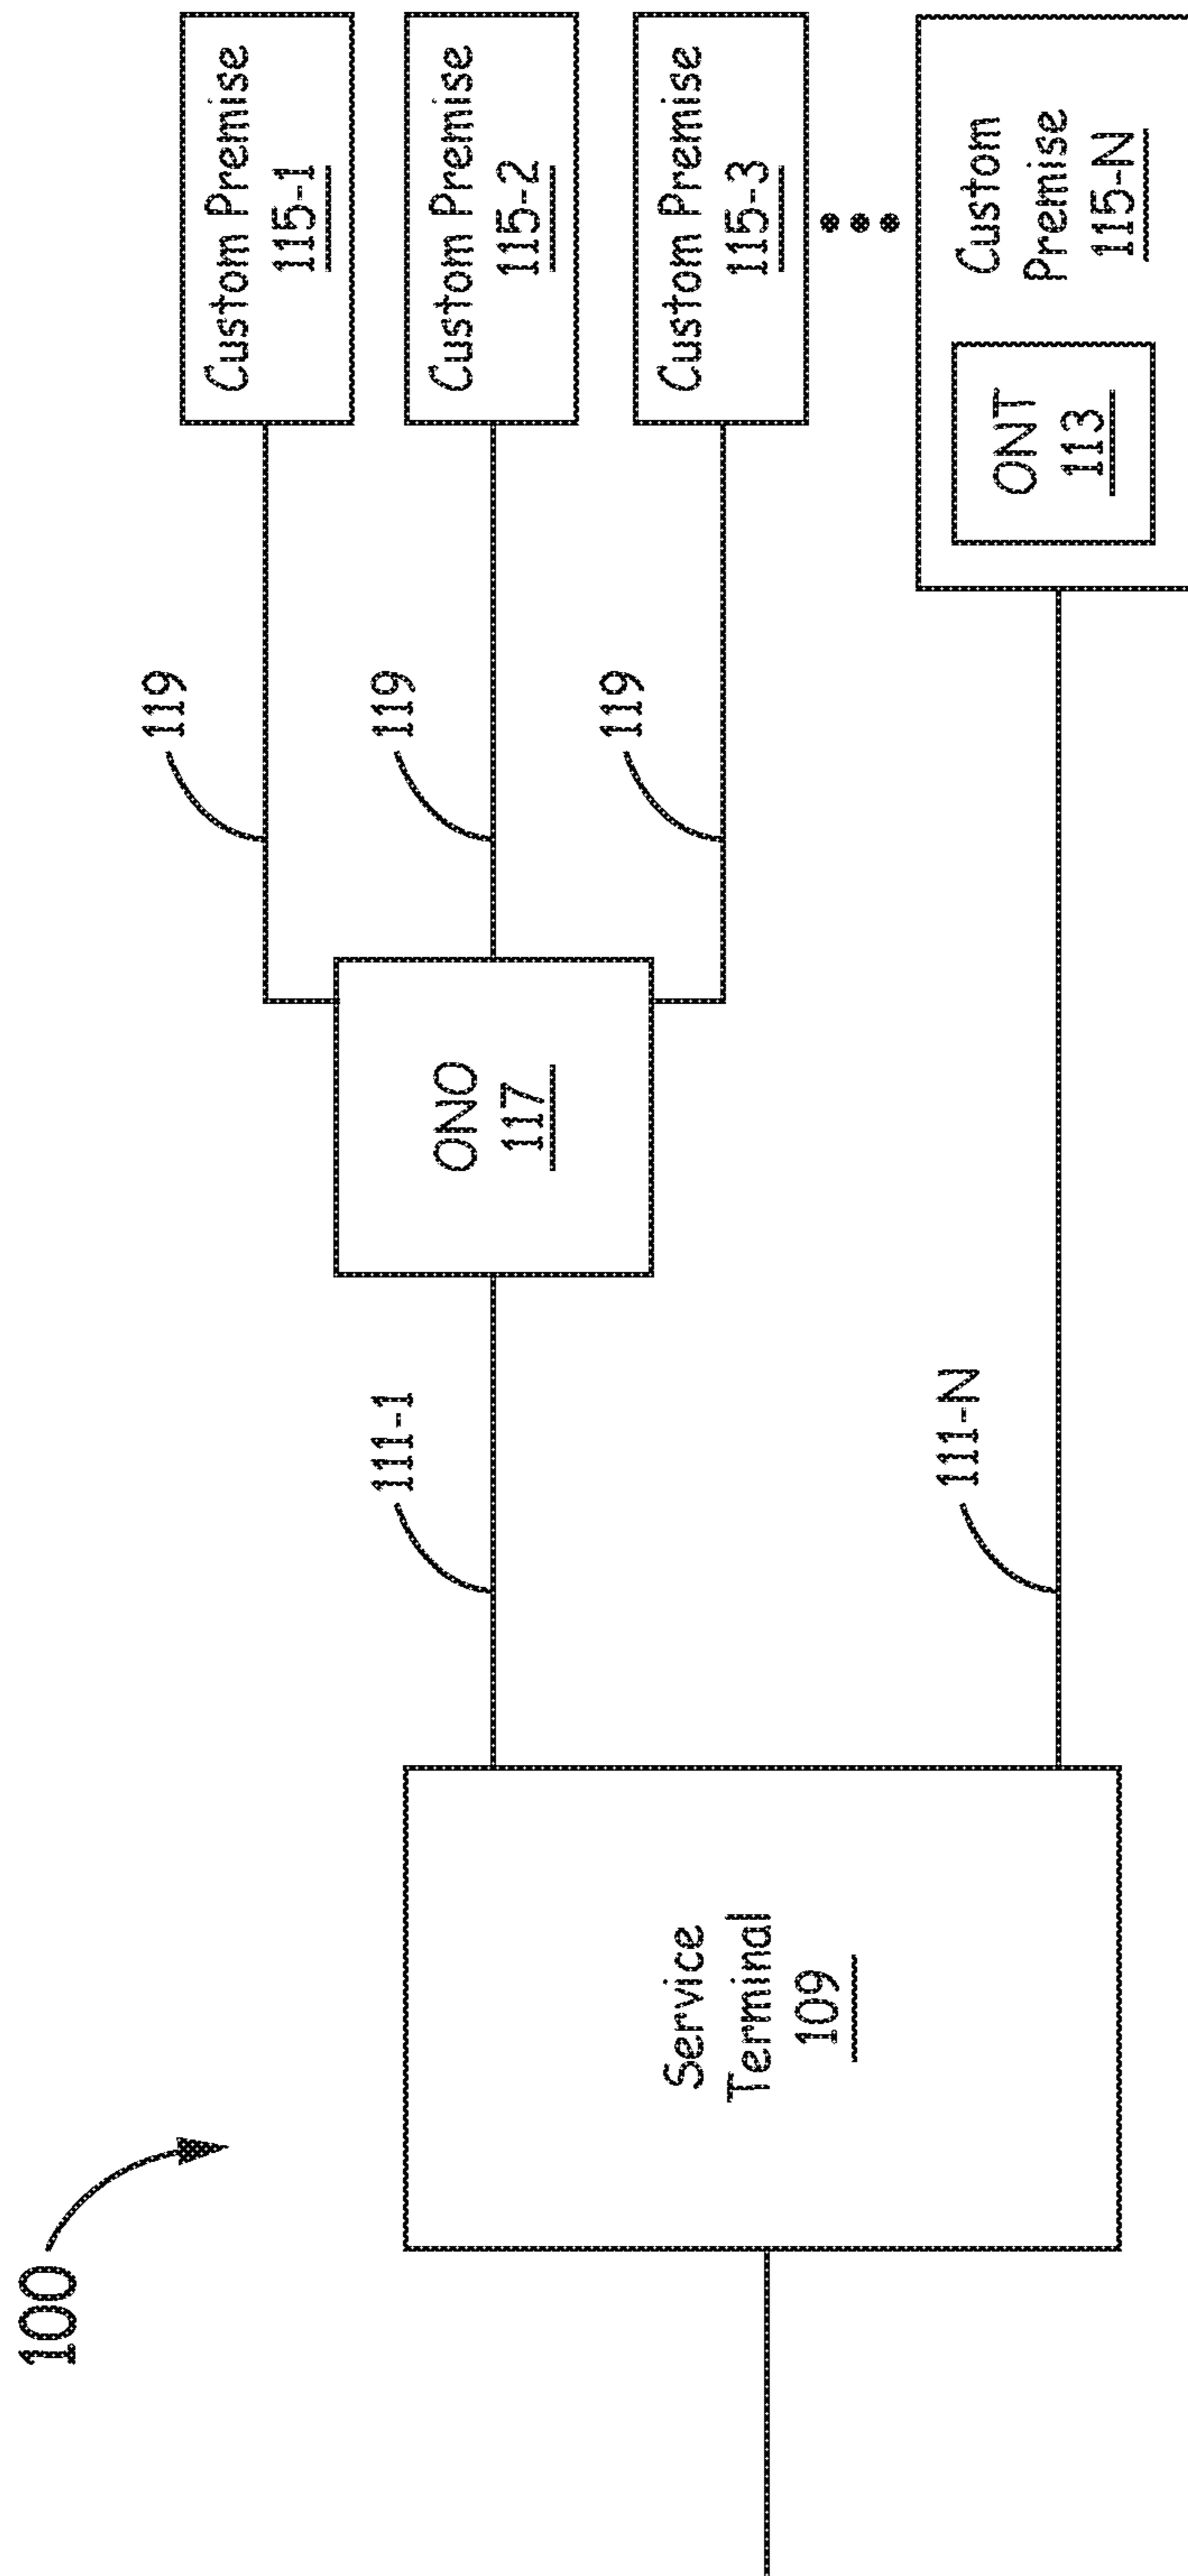 100
Service
Terminal
109
111-1
111-N
ONO
117
119
119
119
Custom Premise
115-1
Custom Premise
115-2
Custom Premise
115-3
ONT
113
Custom
Premise
115-N